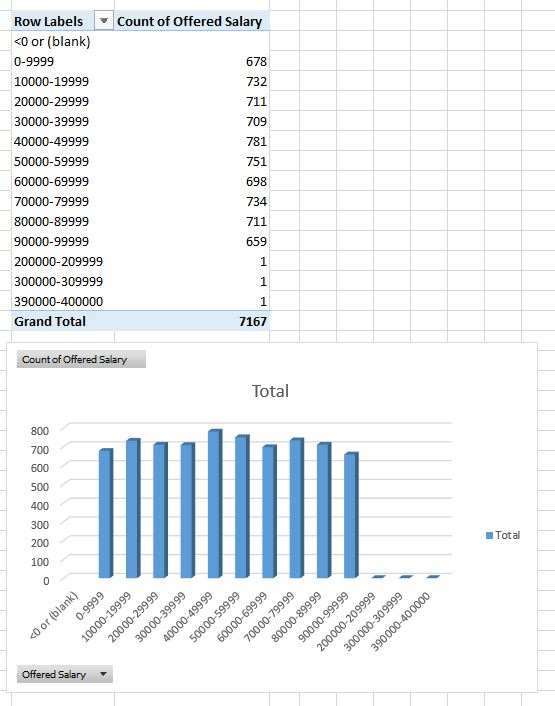 Row Labels Count of Offered Salary
<0 or (blank)
0-9999 678
10000-19999 732
20000-29999 711
30000-39999 709
40000-49999 781
50000-59999 751
60000-69999 698
70000-79999 734
80000-89999 711
90000-99999 659
200000-209999 1
300000-309999 1
390000-400000 1
Grand Total 7167
Count of Offered Salary
Total
800
700
600
500
400
300
200
100
0
Total
<0 or (blank) 0-9999 10000-19999 20000-29999 30000-39999 40000-49999 50000-59999 60000-69999 70000-79999 80000-89999 90000-99999 200000-209999 300000-309999 390000-400000
Offered Salary